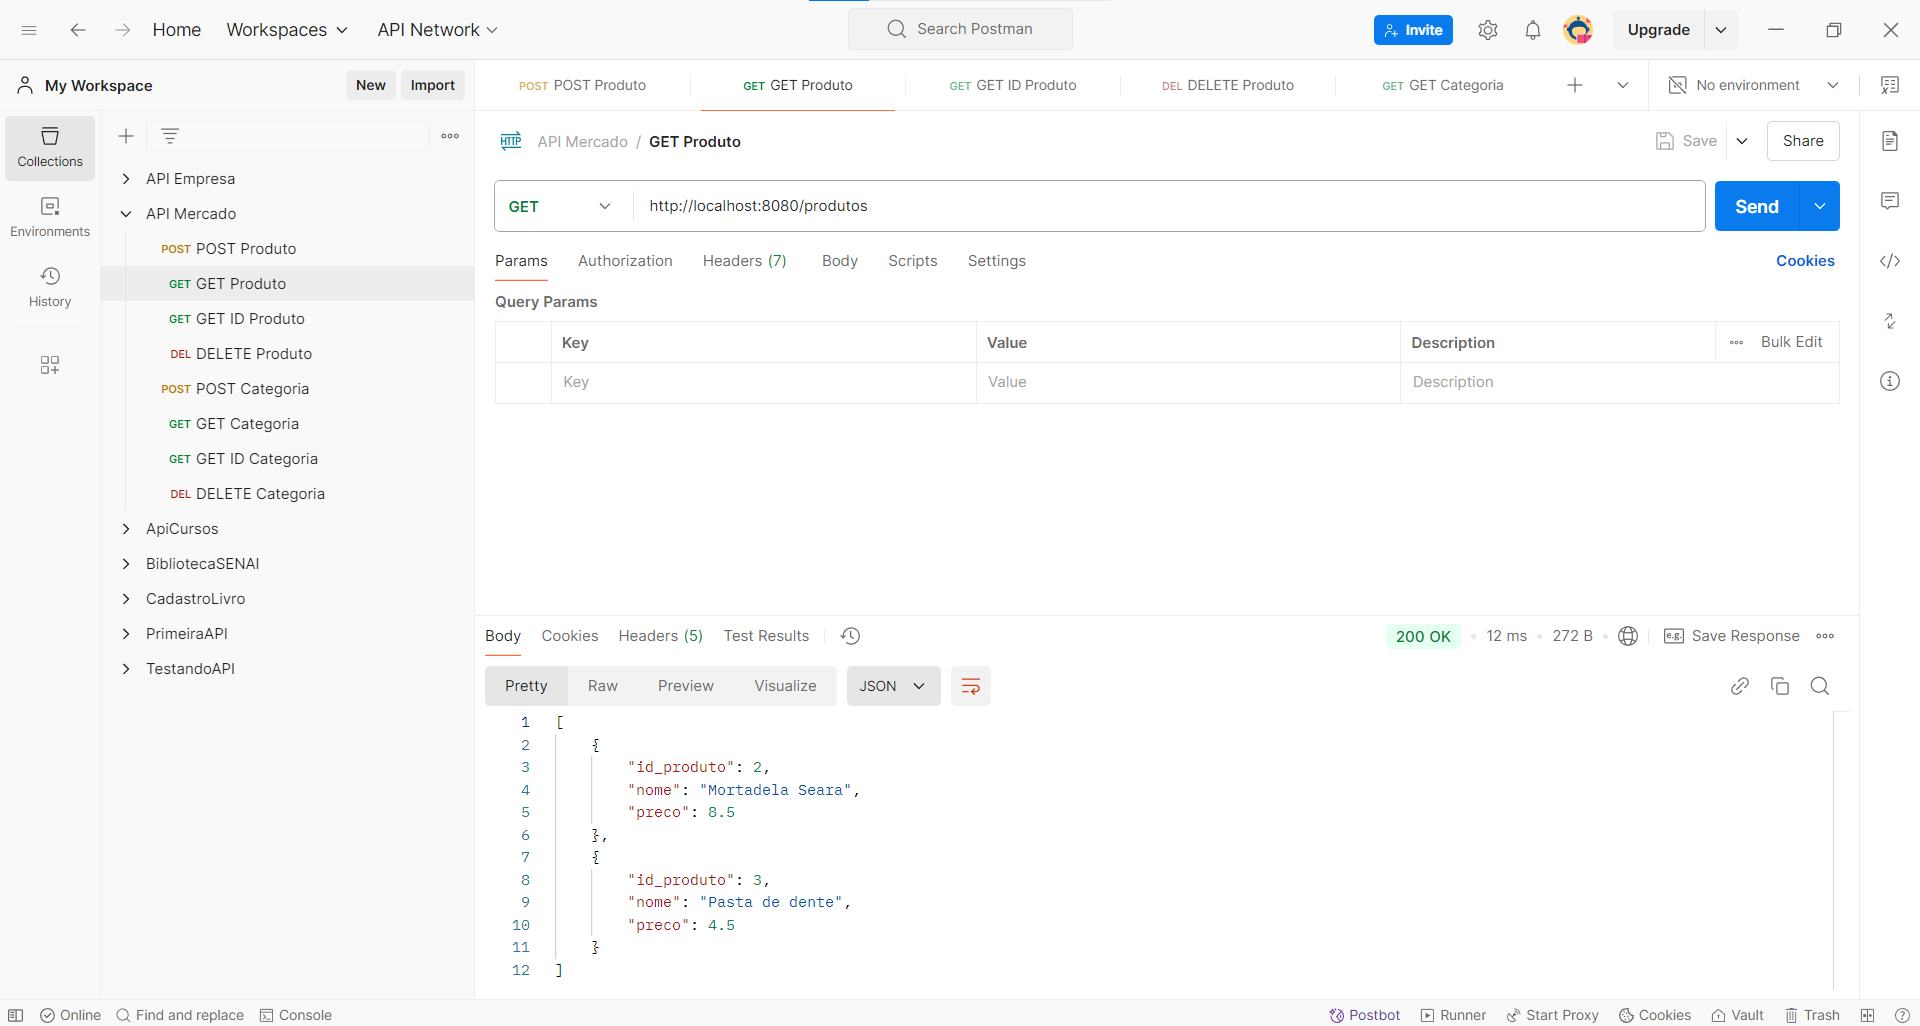 Home Workspaces API Network Search Postman Invite Upgrade
My Workspace New Import
POST POST Produto GET GET Produto GET GET ID Produto DEL DELETE Produto GET GET Categoria No environment
Collections
Environments
History
API Empresa
API Mercado
POST POST Produto
GET GET Produto
GET GET ID Produto
DEL DELETE Produto
POST POST Categoria
GET GET Categoria
GET GET ID Categoria
DEL DELETE Categoria
ApiCursos
BibliotecaSENAI
CadastroLivro
PrimeiraAPI
TestandoAPI
HTTP API Mercado / GET Produto Save Share
GET http://localhost:8080/produtos Send
Params Authorization Headers (7) Body Scripts Settings Cookies
Query Params
Key Value Description Bulk Edit
Key Value Description
Body Cookies Headers (5) Test Results 200 OK 12 ms 272 B e.g. Save Response
Pretty Raw Preview Visualize JSON
1 [
2 {
3 "id_produto": 2,
4 "nome": "Mortadela Seara",
5 "preco": 8.5
6 },
7 {
8 "id_produto": 3,
9 "nome": "Pasta de dente",
10 "preco": 4.5
11 }
12 ]
Online Find and replace Console Postbot Runner Start Proxy Cookies Vault Trash